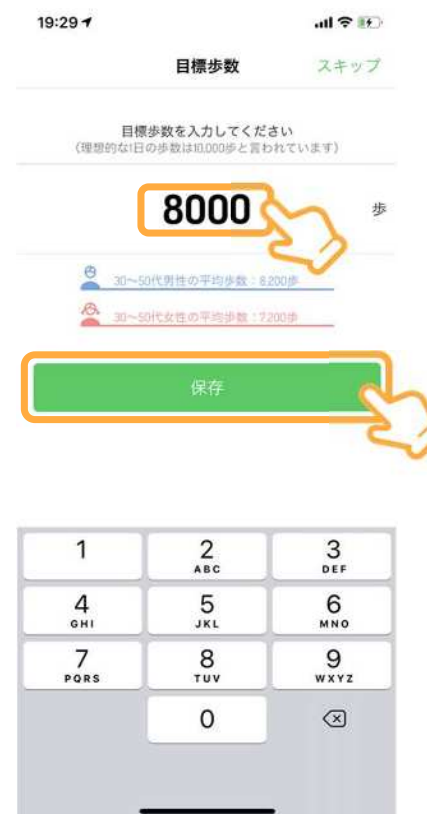 19:29
目標歩数
スキップ
目標歩数を入力してください
(理想的な1日の歩数は10,000歩と言われています)
8000
歩
30〜50代男性の平均歩数：8,200歩
30〜50代女性の平均歩数：7,200歩
保存
1
2
ABC
3
DEF
4
GHI
5
JKL
6
MNO
7
PQRS
8
TUV
9
WXYZ
0